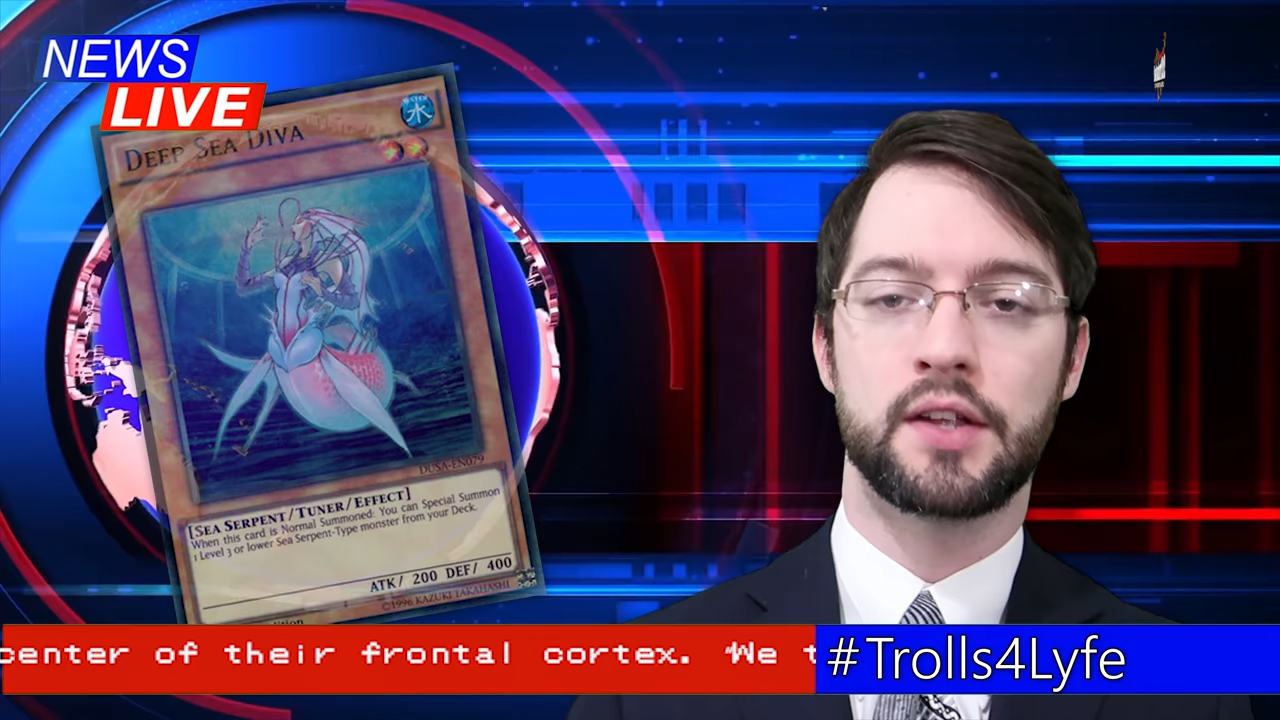 NEWS
LIVE
DEEP SEA DIVA
水
DUSA-EN079
[SEA SERPENT/TUNER/EFFECT]
When this card is Normal Summoned: You can Special Summon
1 Level 3 or lower Sea Serpent-Type monster from your Deck.
ATK/ 200 DEF/ 400
©1996 KAZUKI TAKAHASHI
center of their frontal cortex. "We t
#Trolls4Lyfe